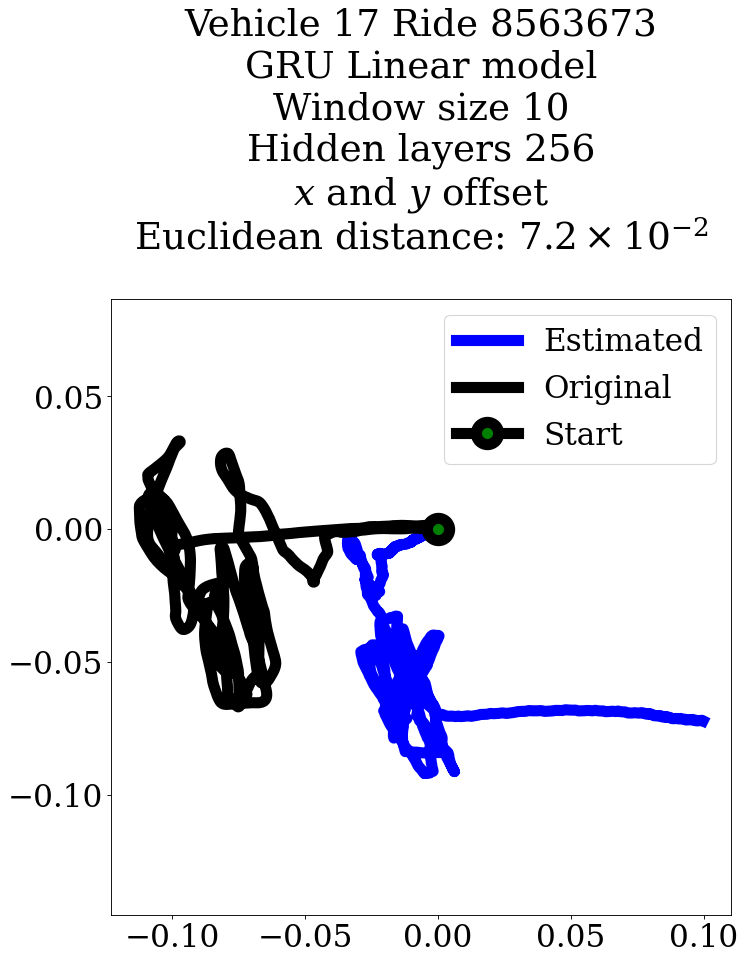 Vehicle 17 Ride 8563673
GRU Linear model
Window size 10
Hidden layers 256
x and y offset
Euclidean distance: 7.2 × 10⁻²
Estimated
Original
Start
0.05
0.00
−0.05
−0.10
−0.10 −0.05 0.00 0.05 0.10